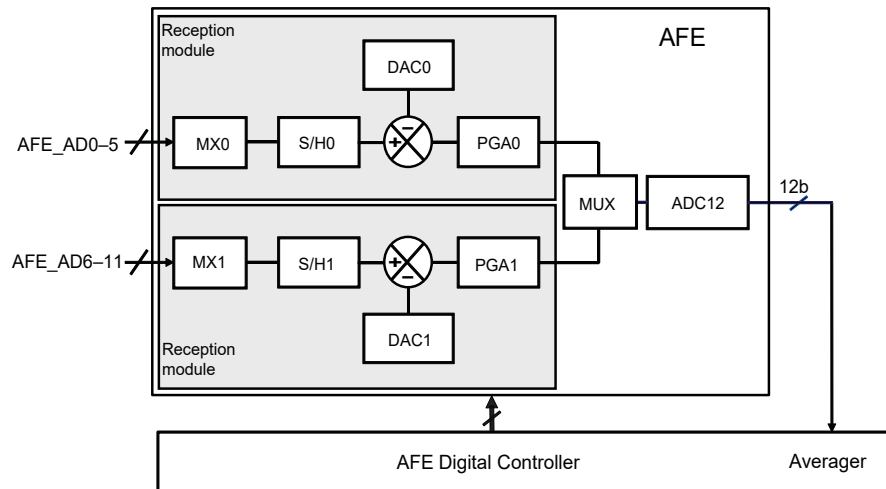 Reception
module
AFE
DAC0
AFE_AD0–5
MX0
S/H0
−
+
PGA0
MUX
ADC12
12b
AFE_AD6–11
MX1
S/H1
+
−
PGA1
DAC1
Reception
module
AFE Digital Controller
Averager